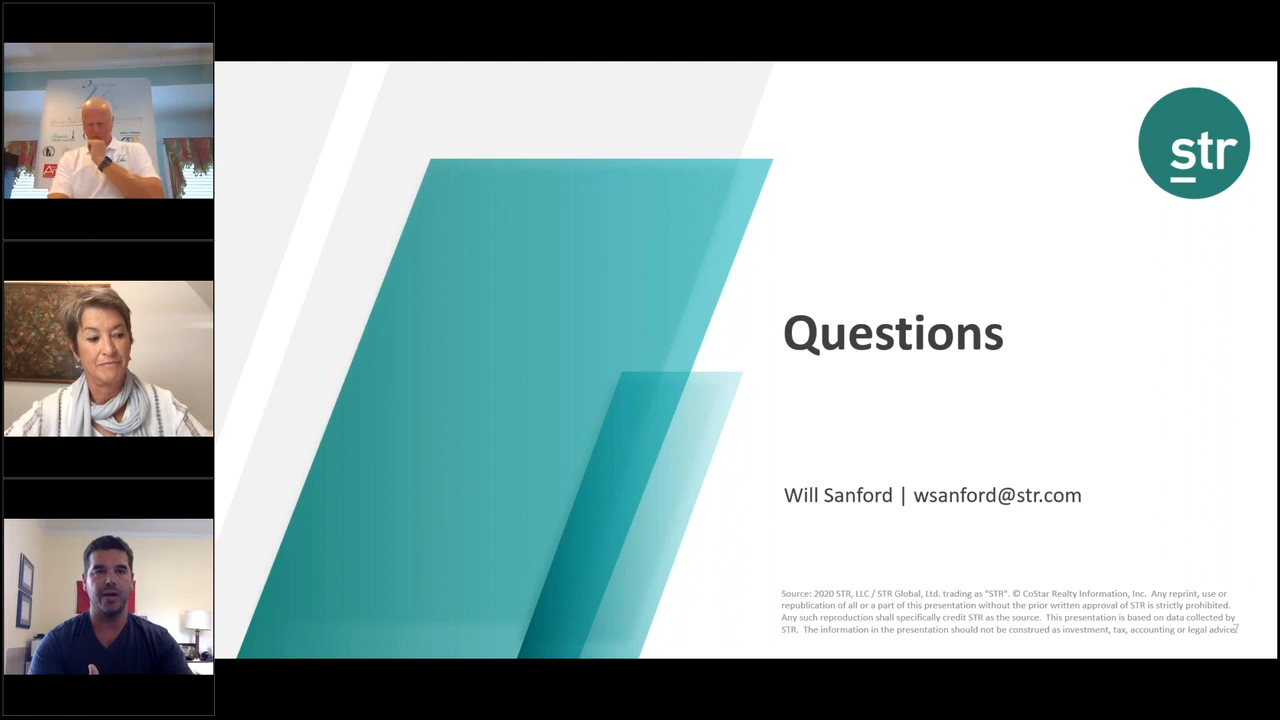 str
Questions
Will Sanford | wsanford@str.com
Source: 2020 STR, LLC / STR Global, Ltd. trading as "STR". © CoStar Realty Information, Inc. Any reprint, use or
republication of all or a part of this presentation without the prior written approval of STR is strictly prohibited.
Any such reproduction shall specifically credit STR as the source. This presentation is based on data collected by
STR. The information in the presentation should not be construed as investment, tax, accounting or legal advice.
7